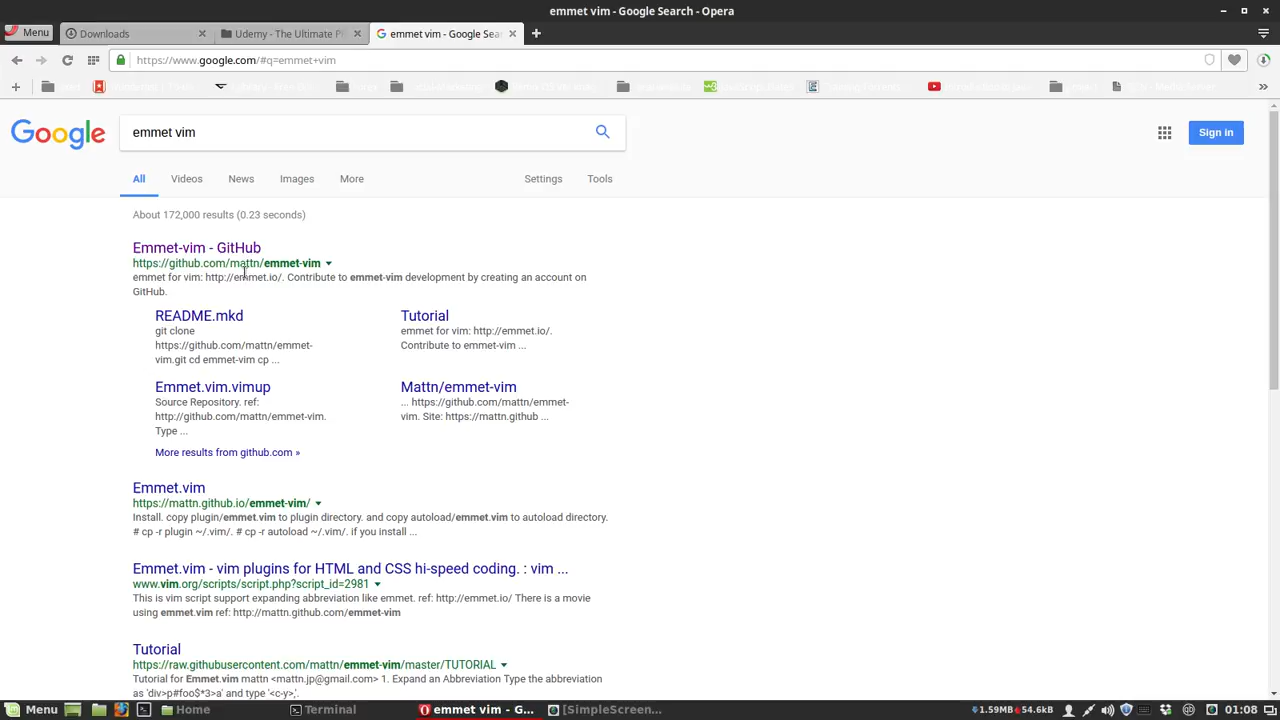 emmet vim - Google Search - Opera
Menu
Downloads
Udemy - The Ultimate P
emmet vim - Google Sea
https://www.google.com/#q=emmet+vim
Google
emmet vim
Sign in
All
Videos
News
Images
More
Settings
Tools
About 172,000 results (0.23 seconds)
Emmet-vim - GitHub
https://github.com/mattn/emmet-vim
emmet for vim: http://emmet.io/. Contribute to emmet-vim development by creating an account on
GitHub.
README.mkd
git clone
https://github.com/mattn/emmet-
vim.git cd emmet-vim cp ...
Tutorial
emmet for vim: http://emmet.io/.
Contribute to emmet-vim ...
Emmet.vim.vimup
Source Repository. ref:
http://github.com/mattn/emmet-vim.
Type ...
Mattn/emmet-vim
... https://github.com/mattn/emmet-
vim. Site: https://mattn.github ...
More results from github.com »
Emmet.vim
https://mattn.github.io/emmet-vim/
Install. copy plugin/emmet.vim to plugin directory. and copy autoload/emmet.vim to autoload directory.
# cp -r plugin ~/.vim/. # cp -r autoload ~/.vim/. if you install ...
Emmet.vim - vim plugins for HTML and CSS hi-speed coding. : vim ...
www.vim.org/scripts/script.php?script_id=2981
This is vim script support expanding abbreviation like emmet. ref: http://emmet.io/ There is a movie
using emmet.vim ref: http://mattn.github.com/emmet-vim
Tutorial
https://raw.githubusercontent.com/mattn/emmet-vim/master/TUTORIAL
Tutorial for Emmet.vim mattn <mattn.jp@gmail.com> 1. Expand an Abbreviation Type the abbreviation
as 'div>p#foo$*3>a' and type '<c-y>,'.
Menu
Home
Terminal
emmet vim - G...
[SimpleScreen...
1.59MB
54.6kB
01:08